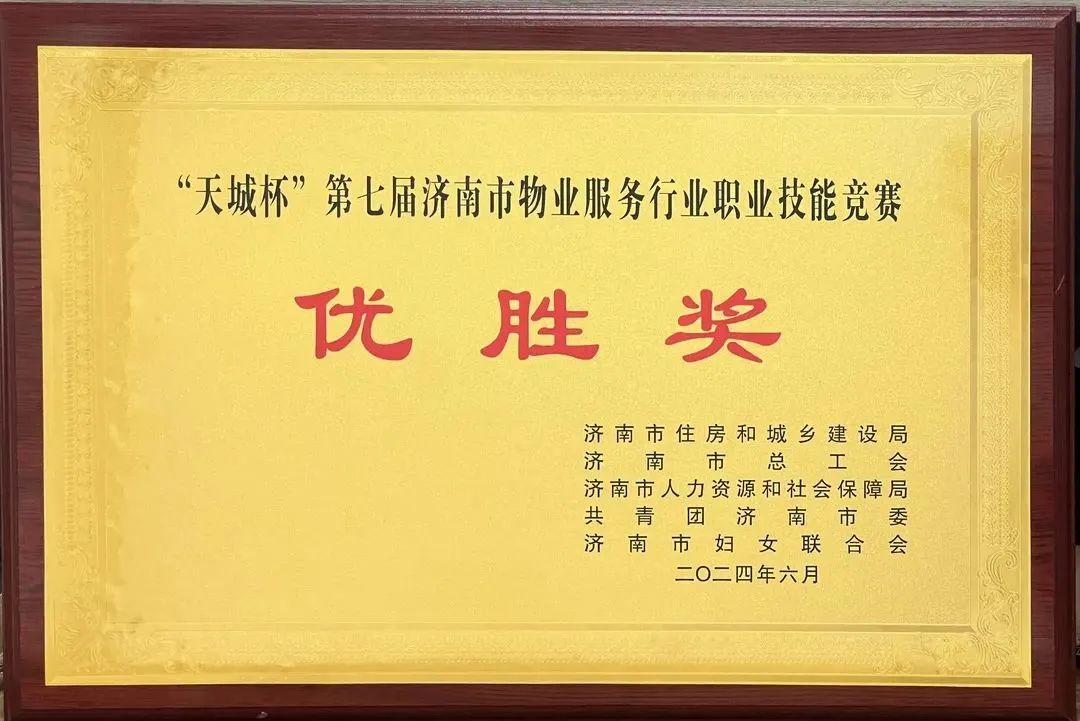 “天城杯”第七届济南市物业服务行业职业技能竞赛
优胜奖
济南市住房和城乡建设局
济南市总工会
济南市人力资源和社会保障局
共青团济南市委
济南市妇女联合会
二〇二四年六月